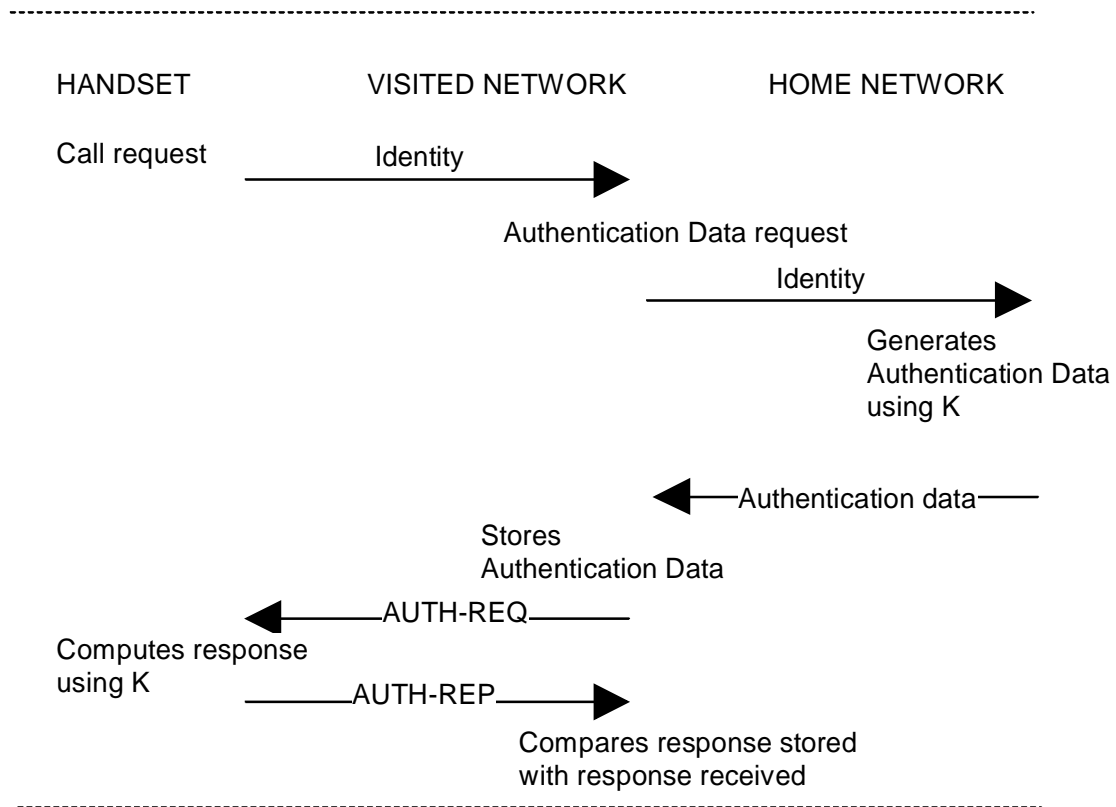 HANDSET VISITED NETWORK HOME NETWORK
Call request Identity
Authentication Data request
Identity
Generates
Authentication Data
using K
Authentication data
Stores
Authentication Data
AUTH-REQ
Computes response
using K
AUTH-REP
Compares response stored
with response received